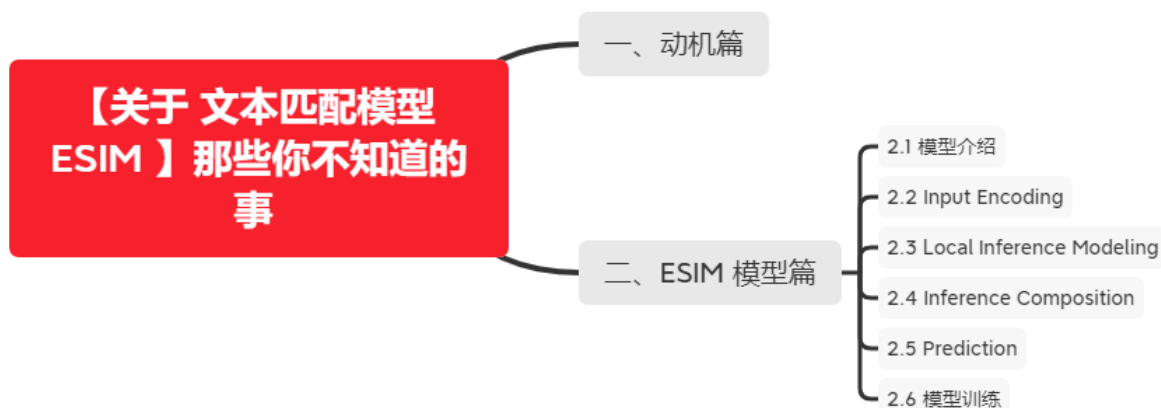 【关于 文本匹配模型
ESIM 】那些你不知道的
事
一、动机篇
二、ESIM 模型篇
2.1 模型介绍
2.2 Input Encoding
2.3 Local Inference Modeling
2.4 Inference Composition
2.5 Prediction
2.6 模型训练